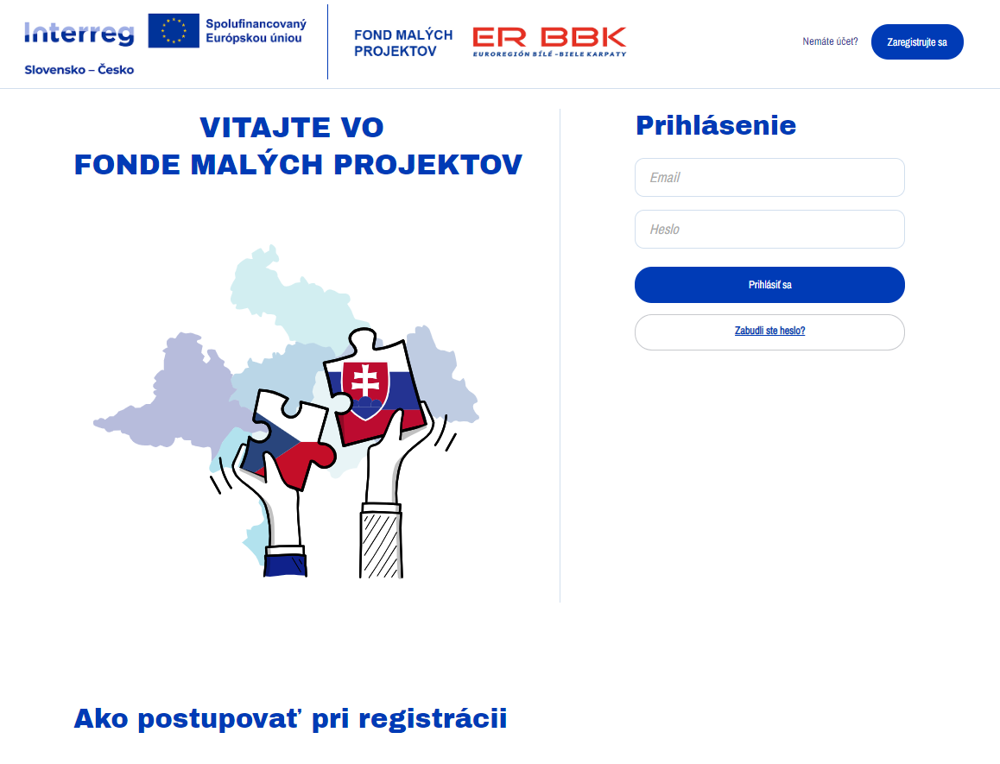 Interreg
Spolufinancovaný
Európskou úniou
Slovensko – Česko
FOND MALÝCH
PROJEKTOV
ER BBK
EUROREGIÓN BÍLÉ -BIELE KARPATY
Nemáte účet?
Zaregistrujte sa
VITAJTE VO
FONDE MALÝCH PROJEKTOV
Prihlásenie
Email
Heslo
Prihlásiť sa
Zabudli ste heslo?
Ako postupovať pri registrácii